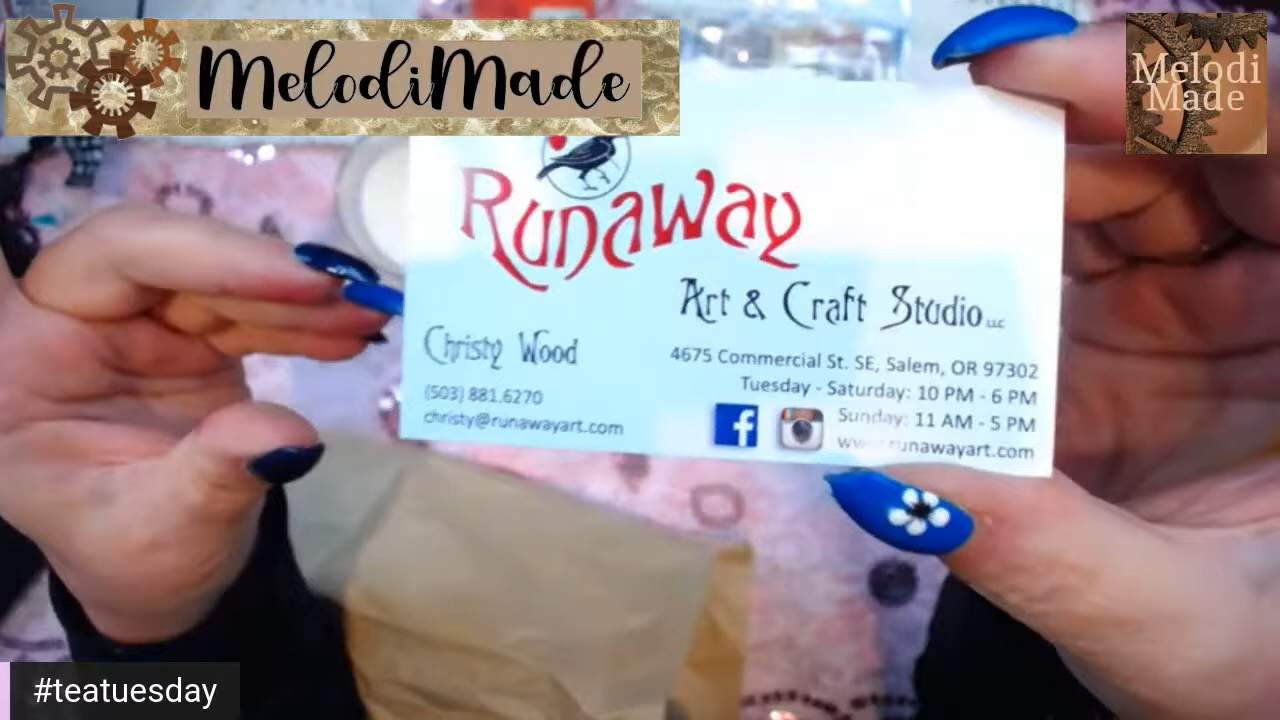 MelodiMade
Melodi
Made
Runaway
Art & Craft Studio LLC
Christy Wood
(503) 881.6270
christy@runawayart.com
4675 Commercial St. SE, Salem, OR 97302
Tuesday - Saturday: 10 PM - 6 PM
Sunday: 11 AM - 5 PM
www.runawayart.com
#teatuesday